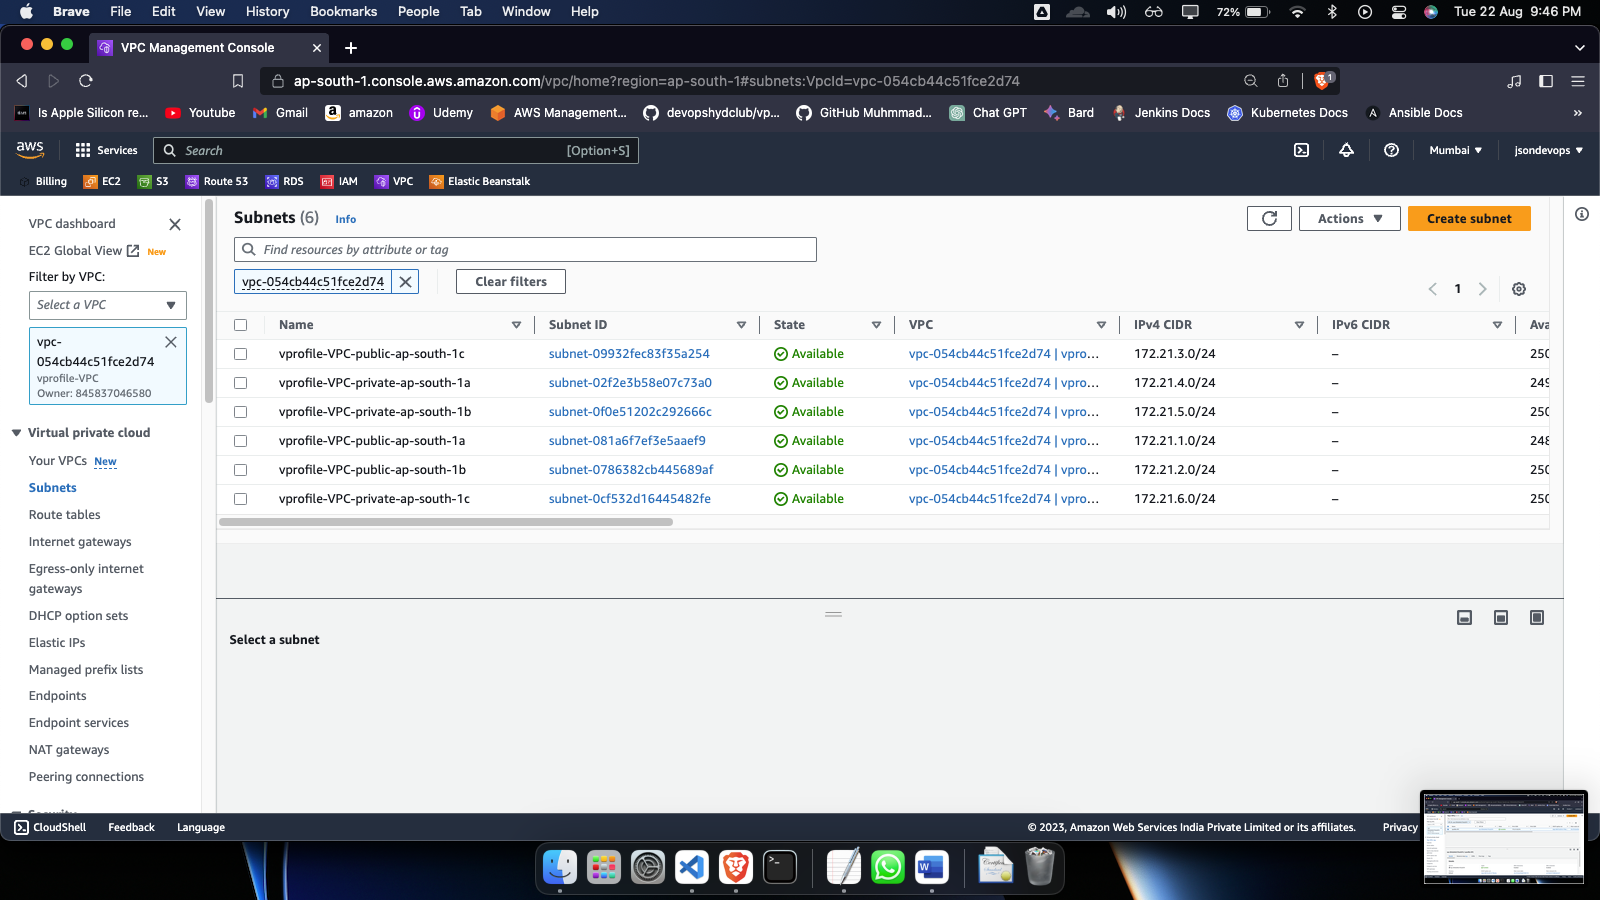 Brave File Edit View History Bookmarks People Tab Window Help 72% Tue 22 Aug 9:46 PM
VPC Management Console
ap-south-1.console.aws.amazon.com/vpc/home?region=ap-south-1#subnets:VpcId=vpc-054cb44c51fce2d74 1
Is Apple Silicon re... Youtube Gmail amazon Udemy AWS Management... devopshydclub/vp... GitHub Muhmmad... Chat GPT Bard Jenkins Docs Kubernetes Docs Ansible Docs »
aws Services Search [Option+S] Mumbai jsondevops
Billing EC2 S3 Route 53 RDS IAM VPC Elastic Beanstalk
VPC dashboard
EC2 Global View New
Filter by VPC:
Select a VPC
vpc-
054cb44c51fce2d74
vprofile-VPC
Owner: 845837046580
Virtual private cloud
Your VPCs New
Subnets
Route tables
Internet gateways
Egress-only internet
gateways
DHCP option sets
Elastic IPs
Managed prefix lists
Endpoints
Endpoint services
NAT gateways
Peering connections
Subnets (6) Info
Actions Create subnet
Find resources by attribute or tag
vpc-054cb44c51fce2d74 Clear filters
1
Name Subnet ID State VPC IPv4 CIDR IPv6 CIDR Ava
vprofile-VPC-public-ap-south-1c subnet-09932fec83f35a254 Available vpc-054cb44c51fce2d74 | vpro... 172.21.3.0/24 – 250
vprofile-VPC-private-ap-south-1a subnet-02f2e3b58e07c73a0 Available vpc-054cb44c51fce2d74 | vpro... 172.21.4.0/24 – 249
vprofile-VPC-private-ap-south-1b subnet-0f0e51202c292666c Available vpc-054cb44c51fce2d74 | vpro... 172.21.5.0/24 – 250
vprofile-VPC-public-ap-south-1a subnet-081a6f7ef3e5aaef9 Available vpc-054cb44c51fce2d74 | vpro... 172.21.1.0/24 – 248
vprofile-VPC-public-ap-south-1b subnet-0786382cb445689af Available vpc-054cb44c51fce2d74 | vpro... 172.21.2.0/24 – 250
vprofile-VPC-private-ap-south-1c subnet-0cf532d16445482fe Available vpc-054cb44c51fce2d74 | vpro... 172.21.6.0/24 – 250
Select a subnet
CloudShell Feedback Language © 2023, Amazon Web Services India Private Limited or its affiliates. Privacy